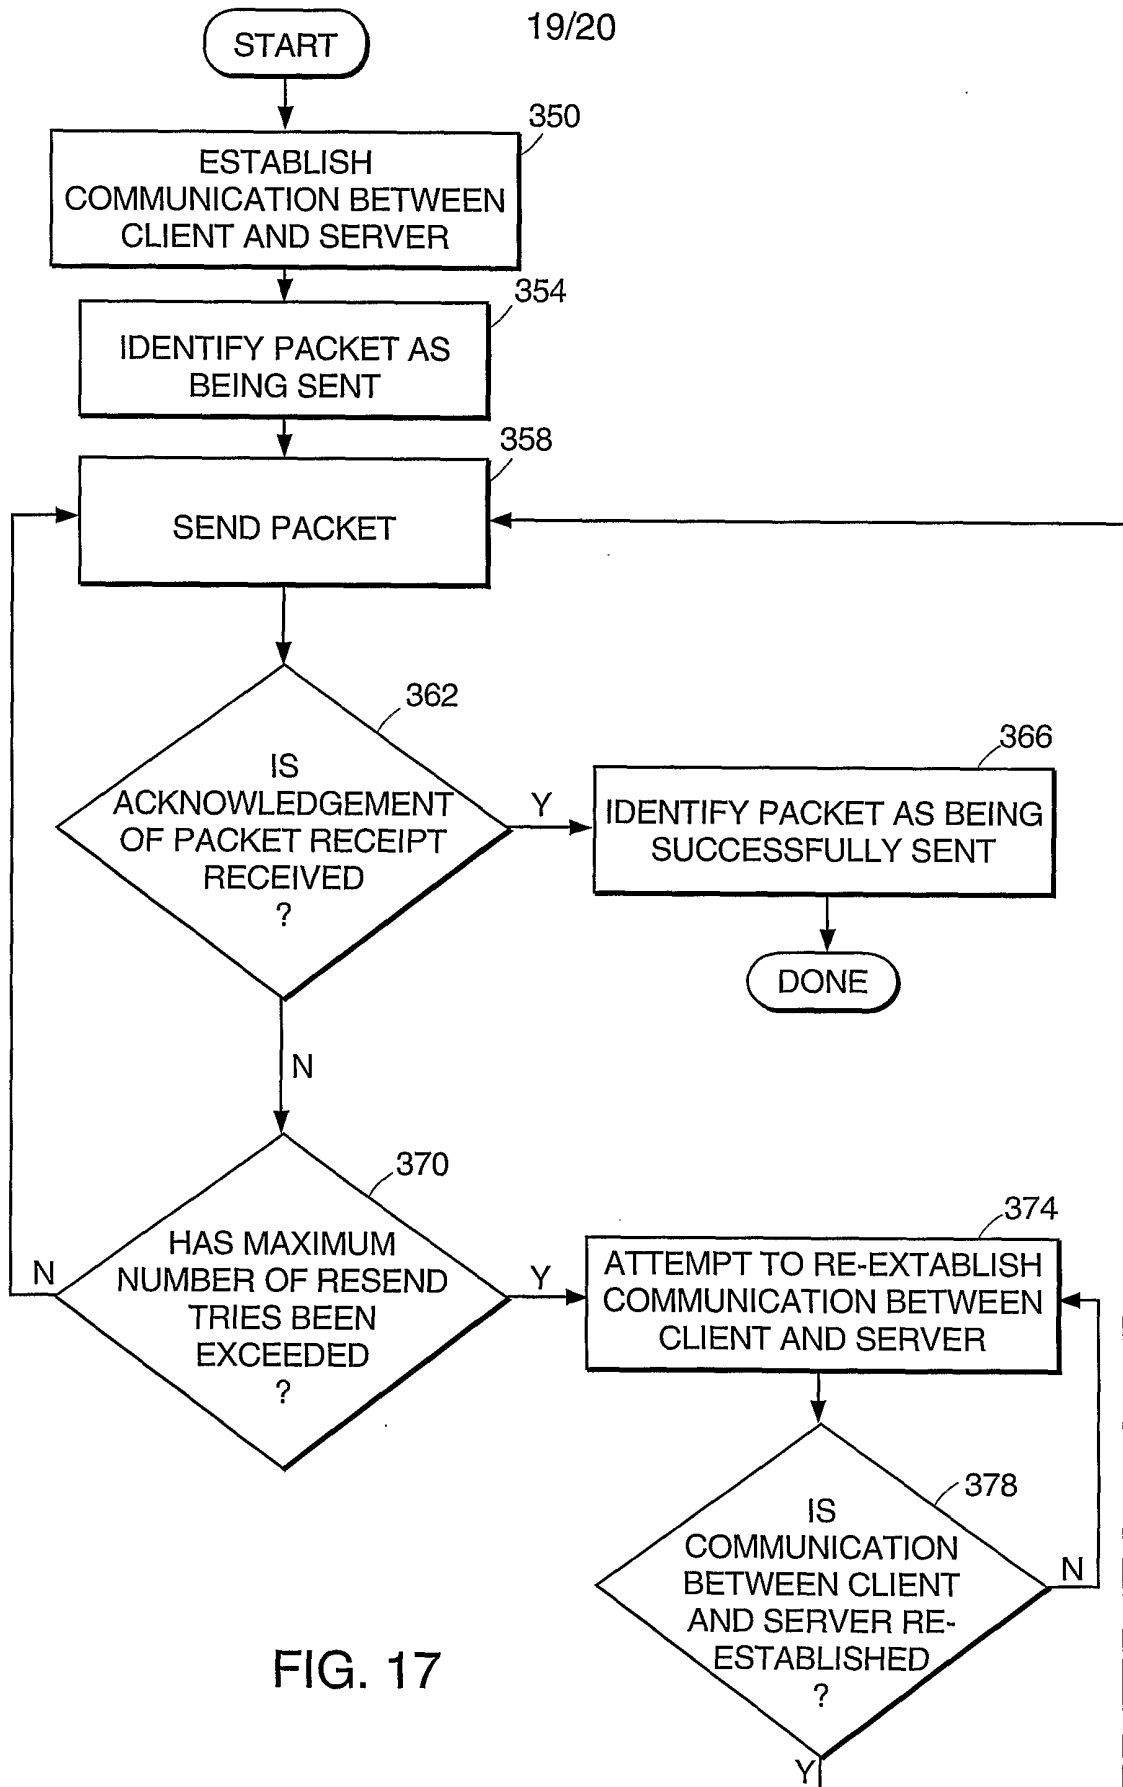 19/20
START
350
ESTABLISH
COMMUNICATION BETWEEN
CLIENT AND SERVER
354
IDENTIFY PACKET AS
BEING SENT
358
SEND PACKET
362
IS
ACKNOWLEDGEMENT
OF PACKET RECEIPT
RECEIVED
?
Y
366
IDENTIFY PACKET AS BEING
SUCCESSFULLY SENT
DONE
N
370
HAS MAXIMUM
NUMBER OF RESEND
TRIES BEEN
EXCEEDED
?
N
Y
374
ATTEMPT TO RE-EXTABLISH
COMMUNICATION BETWEEN
CLIENT AND SERVER
378
IS
COMMUNICATION
BETWEEN CLIENT
AND SERVER RE-
ESTABLISHED
?
N
Y
FIG. 17